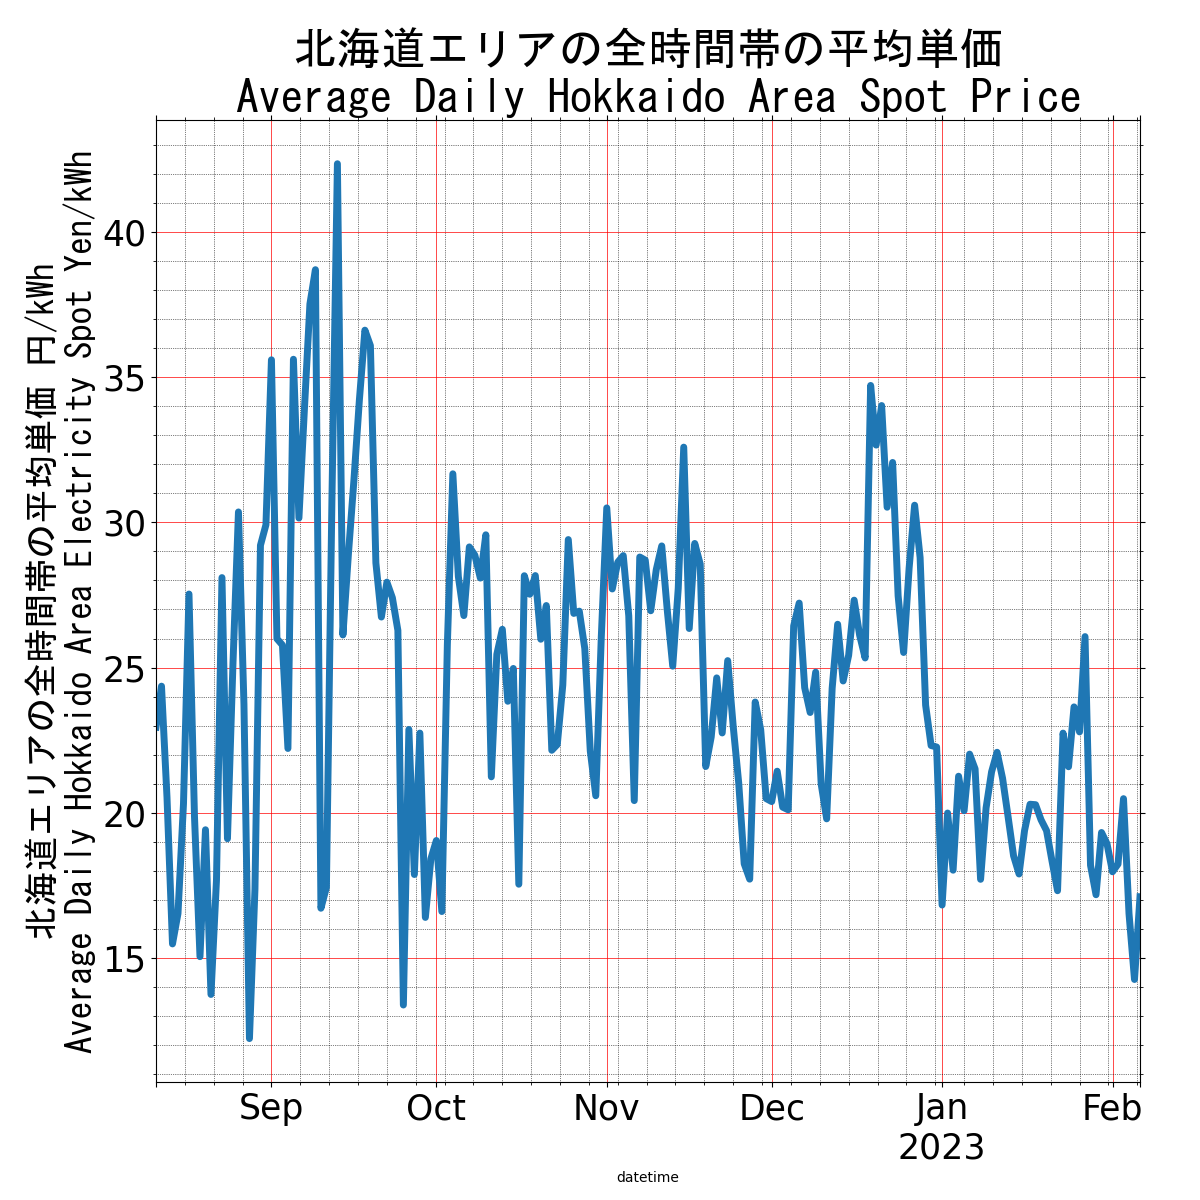 北海道エリアの全時間帯の平均単価
Average Daily Hokkaido Area Spot Price
北海道エリアの全時間帯の平均単価 円/kWh
Average Daily Hokkaido Area Electricity Spot Yen/kWh
40
35
30
25
20
15
Sep Oct Nov Dec Jan Feb
2023
datetime